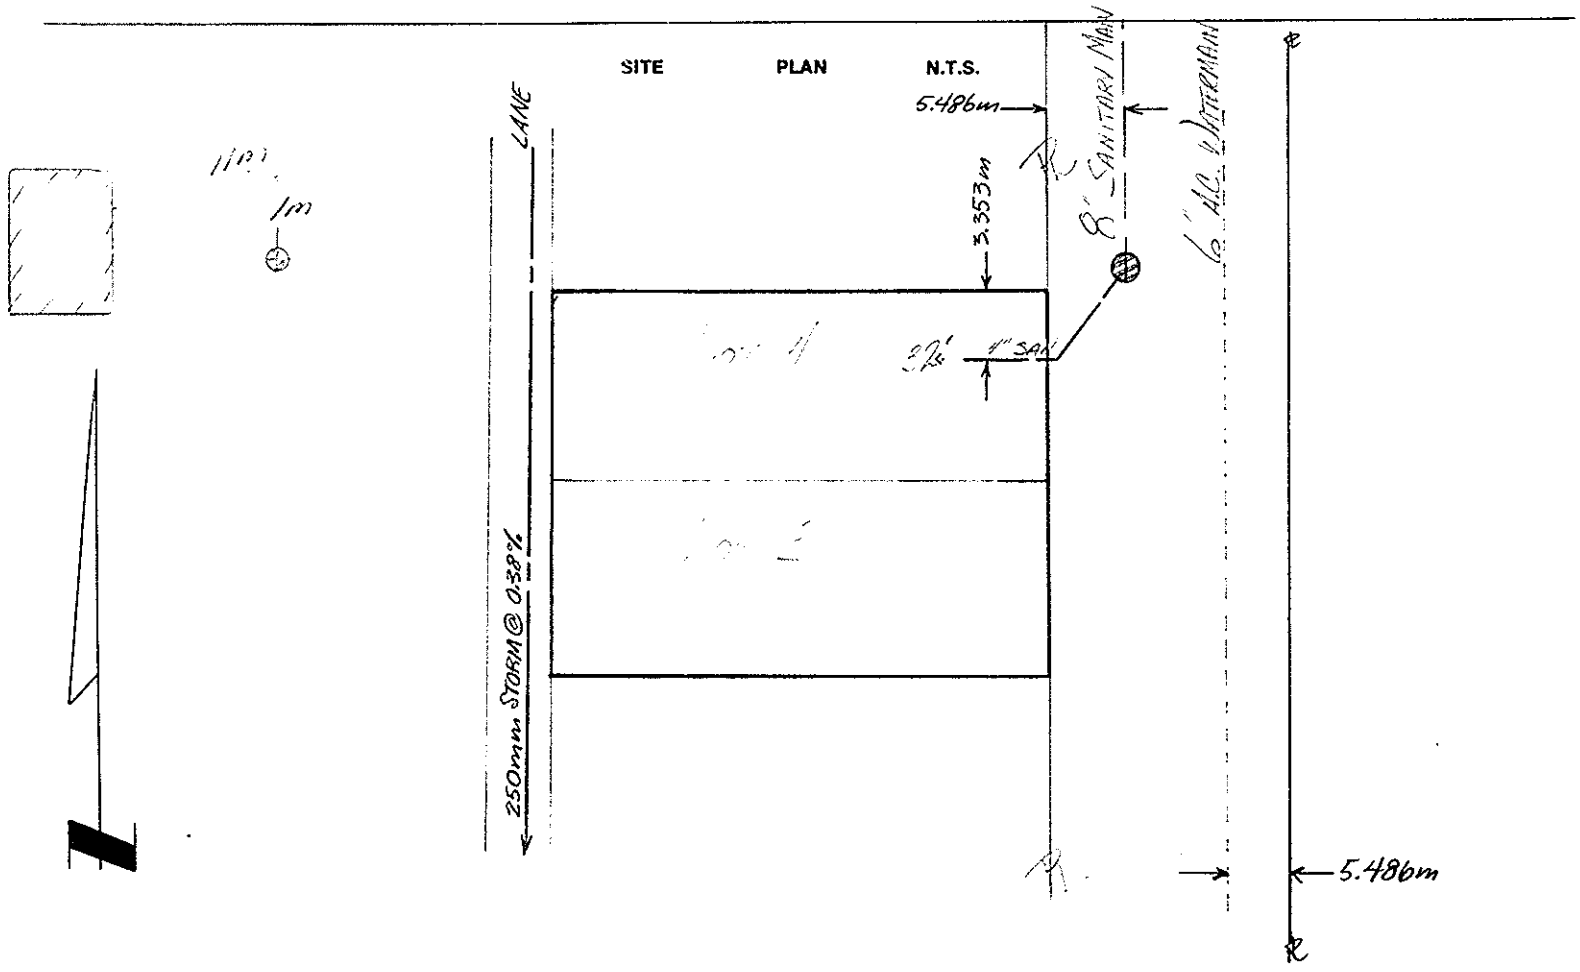 SITE PLAN N.T.S.
LANE
5.486m
8" SANITARY MAIN
6" A.C. WATERMAIN
1m
3.353m
4" SAN
250mm STORM @ 0.38%
5.486m